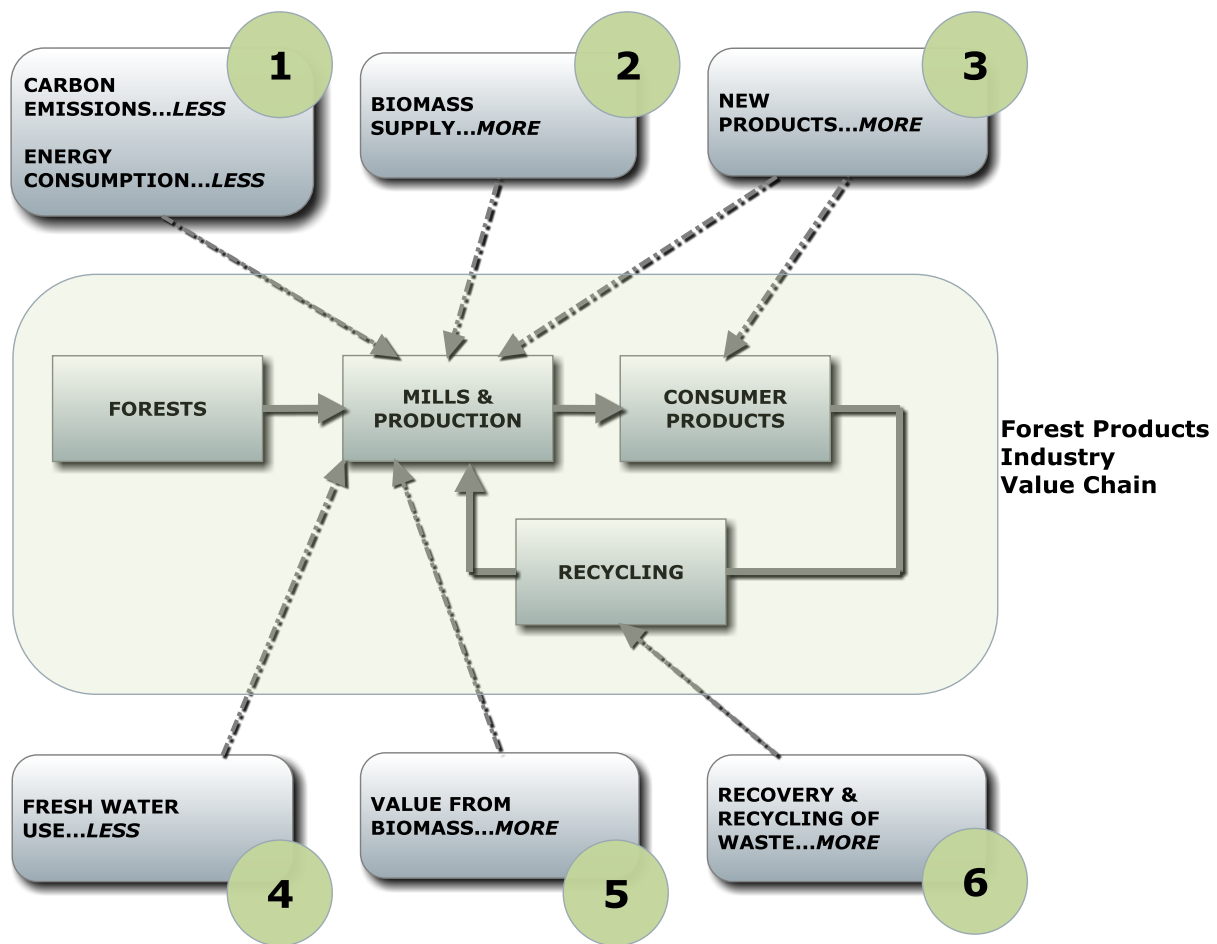 1
CARBON
EMISSIONS...LESS
ENERGY
CONSUMPTION...LESS
2
BIOMASS
SUPPLY...MORE
3
NEW
PRODUCTS...MORE
FORESTS
MILLS &
PRODUCTION
CONSUMER
PRODUCTS
RECYCLING
Forest Products
Industry
Value Chain
FRESH WATER
USE...LESS
4
VALUE FROM
BIOMASS...MORE
5
RECOVERY &
RECYCLING OF
WASTE...MORE
6